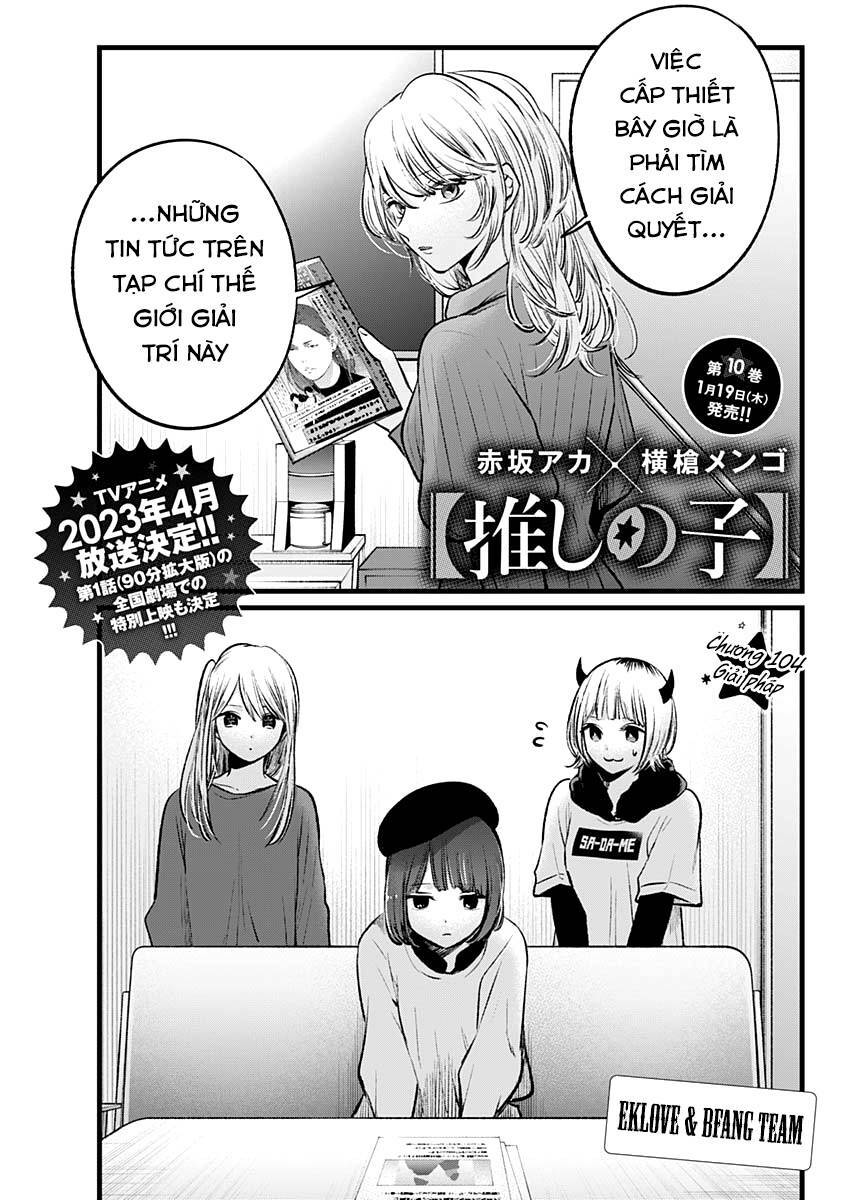 VIỆC
CẤP THIẾT
BÂY GIỜ LÀ
PHẢI TÌM
CÁCH GIẢI
QUYẾT...
...NHỮNG
TIN TỨC TRÊN
TẠP CHÍ THẾ
GIỚI GIẢI
TRÍ NÀY
第10巻
1月19日(木)
発売!!
赤坂アカ×横槍メンゴ
【推しの子】
TVアニメ
2023年4月
放送決定!!
第1話(90分拡大版)の
全国劇場での
特別上映も決定
!!!
Chương 104
Giải pháp
SA-DA-ME
EKLOVE & BFANG TEAM